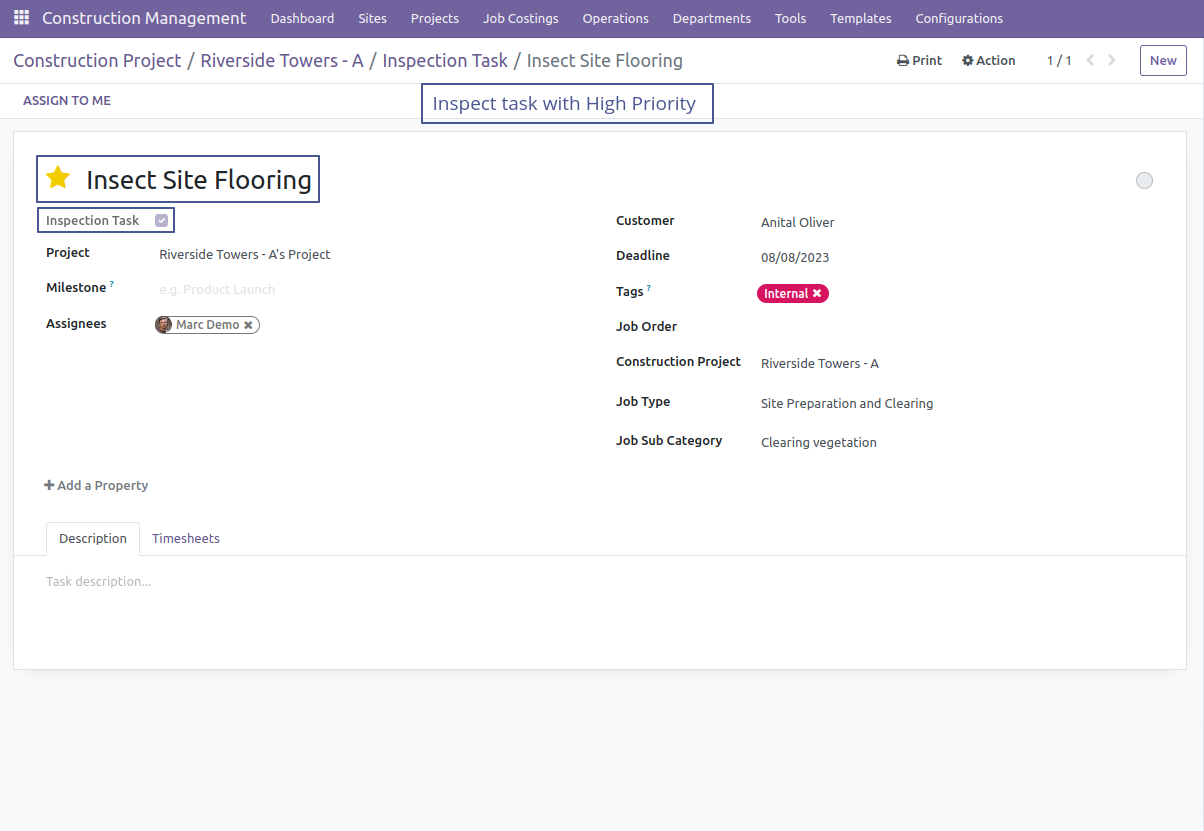 Construction Management Dashboard Sites Projects Job Costings Operations Departments Tools Templates Configurations
Construction Project / Riverside Towers - A / Inspection Task / Insect Site Flooring Print Action 1 / 1 New
ASSIGN TO ME
Inspect task with High Priority
Insect Site Flooring
Inspection Task
Project Riverside Towers - A's Project
Milestone ? e.g. Product Launch
Assignees Marc Demo
Customer Anital Oliver
Deadline 08/08/2023
Tags ? Internal
Job Order
Construction Project Riverside Towers - A
Job Type Site Preparation and Clearing
Job Sub Category Clearing vegetation
Add a Property
Description Timesheets
Task description...